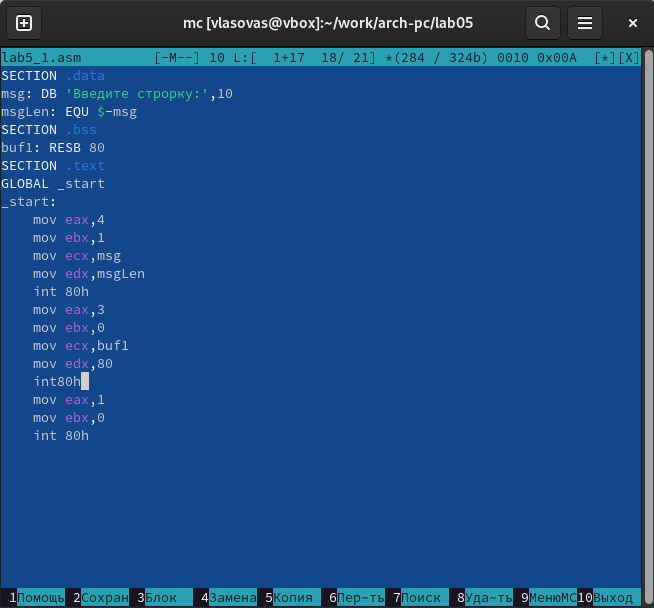 mc [vlasovas@vbox]:~/work/arch-pc/lab05
lab5_1.asm [-M--] 10 L:[ 1+17 18/ 21] *(284 / 324b) 0010 0x00A [*][X]
SECTION .data
msg: DB 'Введите строрку:',10
msgLen: EQU $-msg
SECTION .bss
buf1: RESB 80
SECTION .text
GLOBAL _start
_start:
mov eax,4
mov ebx,1
mov ecx,msg
mov edx,msgLen
int 80h
mov eax,3
mov ebx,0
mov ecx,buf1
mov edx,80
int80h
mov eax,1
mov ebx,0
int 80h
1Помощь 2Сохран 3Блок 4Замена 5Копия 6Пер~ть 7Поиск 8Уда~ть 9МенюМС 10Выход